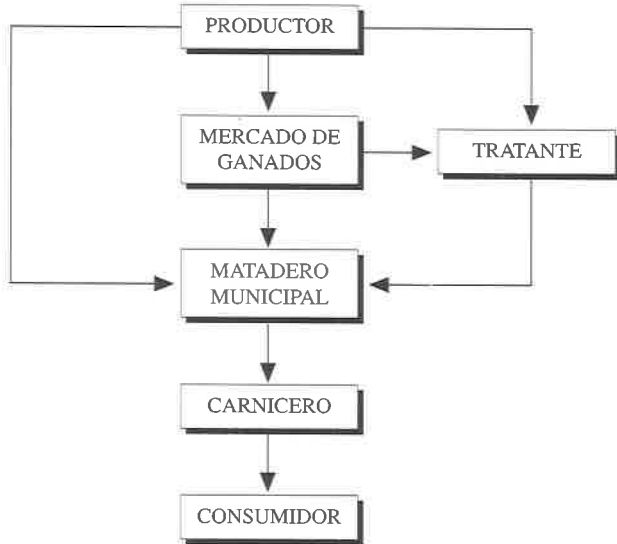 PRODUCTOR
MERCADO DE
GANADOS
TRATANTE
MATADERO
MUNICIPAL
CARNICERO
CONSUMIDOR